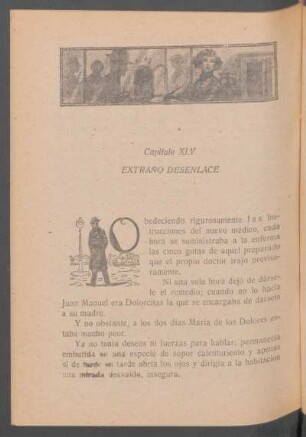 Capítulo XLV
EXTRAÑO DESENLACE
Obedeciendo rigurosamente las ins-
trucciones del nuevo médico, cada
hora se suministraba a la enferma
las cinco gotas de aquel preparado
que el propio doctor trajo previa-
mente.
Ni una sola hora dejó de dárse-
le el remedio; cuando no lo hacía
Juan Manuel era Dolorcitas la que se encargaba de dárselo
a su madre.
Y no obstante, a los dos días María de los Dolores es-
taba mucho peor.
Ya no tenía deseos ni fuerzas para hablar; permanecía
embutida en una especie de sopor calenturiento y apenas
si de tarde en tarde abría los ojos y dirigía a la habitación
una mirada desvaída, insegura.